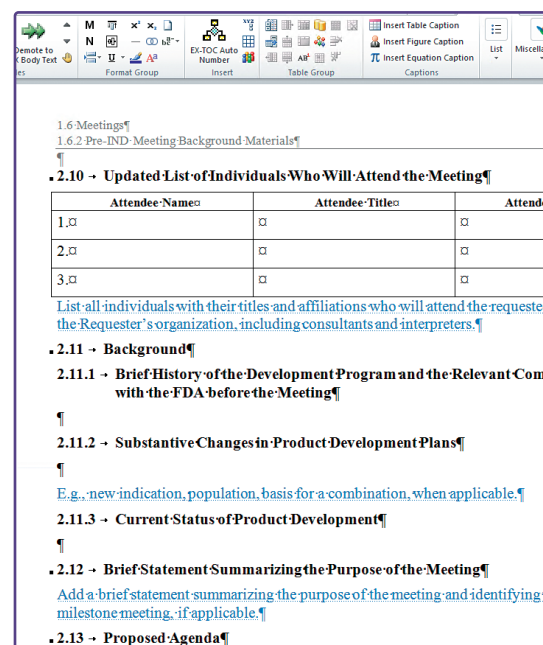 M x² x₂
Demote to
Body Text N
U Aª
les Format Group
EX-TOC Auto
Number
Insert
AB¹
Table Group
Insert Table Caption
Insert Figure Caption
π Insert Equation Caption
Captions
List
Miscella
1.6·Meetings¶
1.6.2·Pre-IND·Meeting·Background·Materials¶
¶
2.10 → Updated·List·of·Individuals·Who·Will·Attend·the·Meeting¶
Attendee·Name¤ Attendee·Title¤ Attende
1.¤ ¤ ¤
2.¤ ¤ ¤
3.¤ ¤ ¤
List·all·individuals·with·their·titles·and·affiliations·who·will·attend·the·requeste
the·Requester’s·organization,·including·consultants·and·interpreters.¶
2.11 → Background¶
2.11.1 → Brief·History·of·the·Development·Program·and·the·Relevant·Com
with·the·FDA·before·the·Meeting¶
¶
2.11.2 → Substantive·Changes·in·Product·Development·Plans¶
¶
E.g.,·new·indication,·population,·basis·for·a·combination,·when·applicable.¶
2.11.3 → Current·Status·of·Product·Development¶
¶
2.12 → Brief·Statement·Summarizing·the·Purpose·of·the·Meeting¶
Add·a·brief·statement·summarizing·the·purpose·of·the·meeting·and·identifying·
milestone·meeting,·if·applicable.¶
2.13 → Proposed·Agenda¶